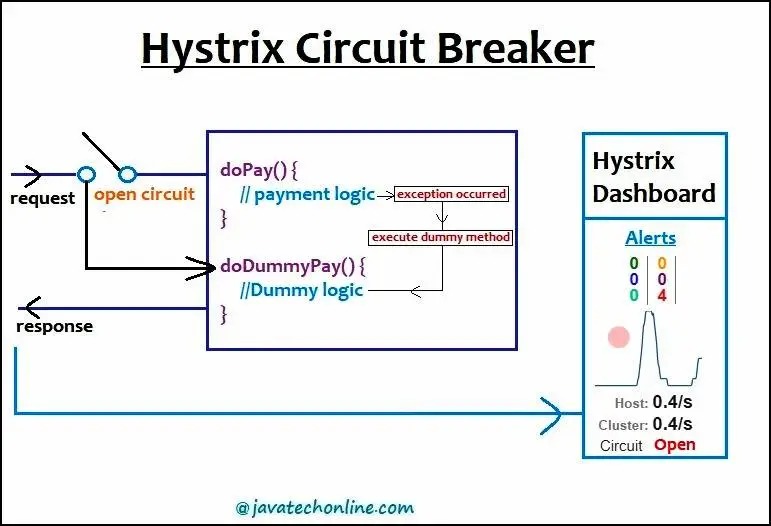 Hystrix Circuit Breaker
request
open circuit
doPay() {
// payment logic
exception occurred
}
execute dummy method
doDummyPay() {
//Dummy logic
}
response
Hystrix
Dashboard
Alerts
0 0
0 0
0 4
Host: 0.4/s
Cluster: 0.4/s
Circuit Open
@javatechonline.com